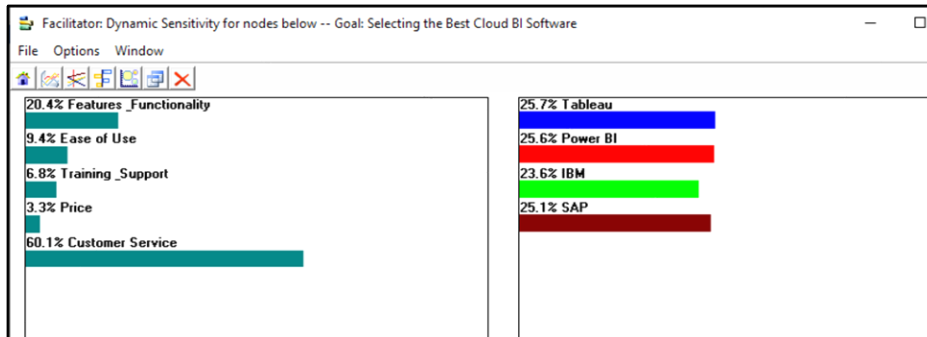 Facilitator: Dynamic Sensitivity for nodes below -- Goal: Selecting the Best Cloud BI Software
File Options Window
20.4% Features _Functionality
9.4% Ease of Use
6.8% Training _Support
3.3% Price
60.1% Customer Service
25.7% Tableau
25.6% Power BI
23.6% IBM
25.1% SAP